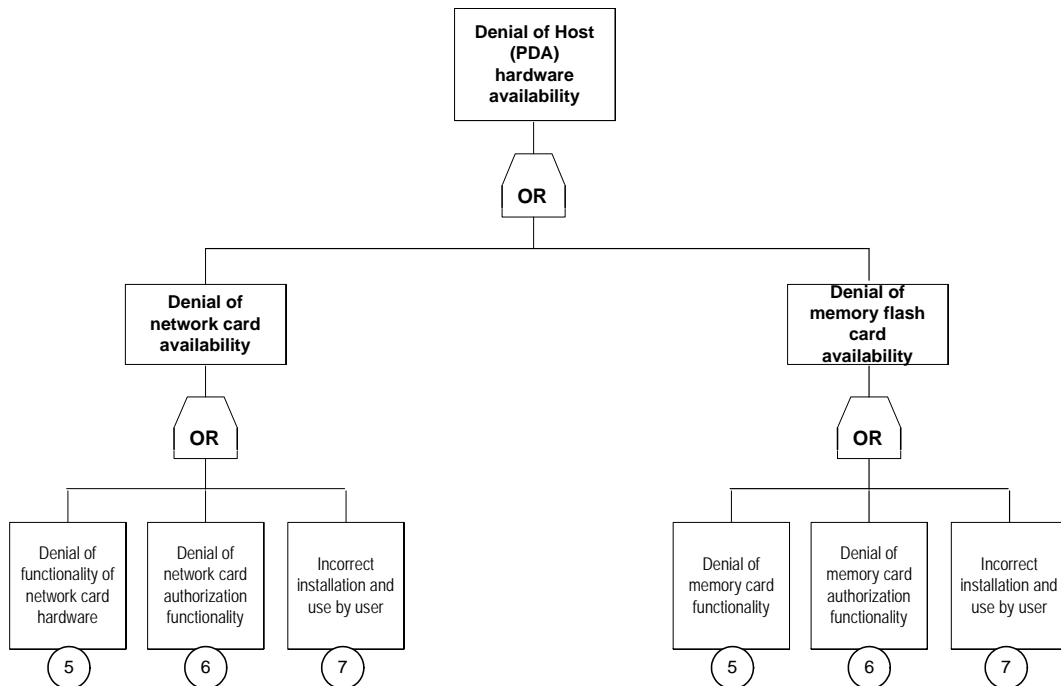 Denial of Host
(PDA)
hardware
availability
OR
Denial of
network card
availability
Denial of
memory flash
card
availability
OR
OR
Denial of
functionality of
network card
hardware
Denial of
network card
authorization
functionality
Incorrect
installation and
use by user
Denial of
memory card
functionality
Denial of
memory card
authorization
functionality
Incorrect
installation and
use by user
5
6
7
5
6
7